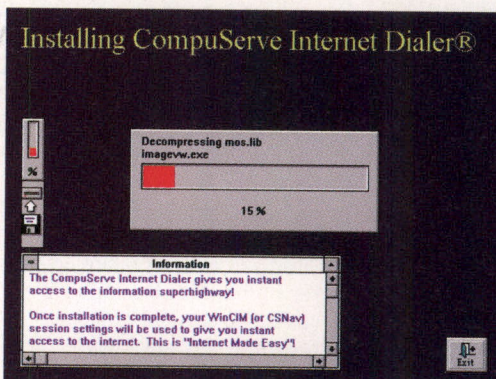 Installing CompuServe Internet Dialer®
Decompressing mos.lib
imagevw.exe
%
15 %
Information
The CompuServe Internet Dialer gives you instant
access to the information superhighway!
Once installation is complete, your WinCIM (or CSNav)
session settings will be used to give you instant
access to the internet. This is "Internet Made Easy"!
Exit